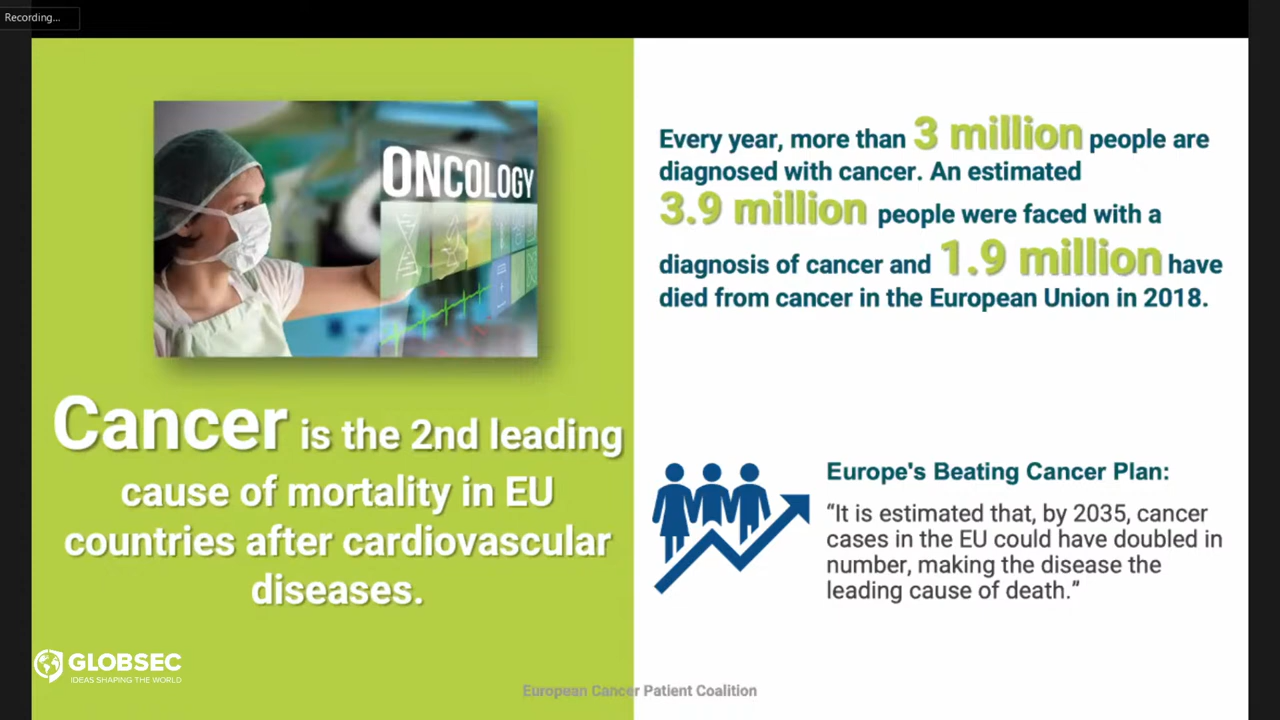 Recording...
ONCOLOGY
Cancer is the 2nd leading
cause of mortality in EU
countries after cardiovascular
diseases.
GLOBSEC
IDEAS SHAPING THE WORLD
Every year, more than 3 million people are
diagnosed with cancer. An estimated
3.9 million people were faced with a
diagnosis of cancer and 1.9 million have
died from cancer in the European Union in 2018.
Europe's Beating Cancer Plan:
“It is estimated that, by 2035, cancer
cases in the EU could have doubled in
number, making the disease the
leading cause of death.”
European Cancer Patient Coalition